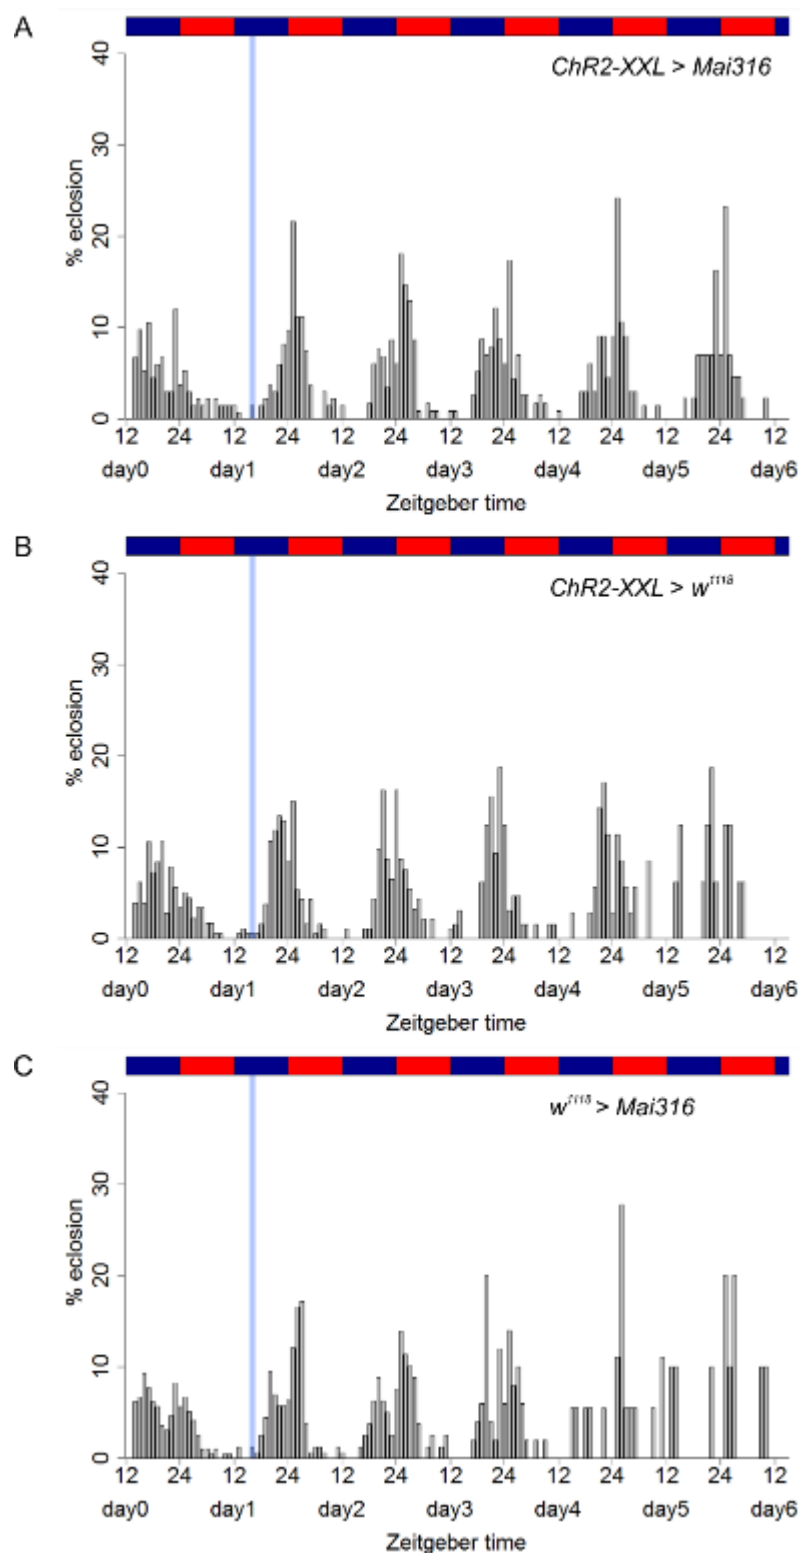 A
ChR2-XXL > Mai316
% eclosion
40
30
20
10
0
12 24 12 24 12 24 12 24 12 24 12 24 12
day0 day1 day2 day3 day4 day5 day6
Zeitgeber time
B
ChR2-XXL > w¹¹¹⁸
% eclosion
40
30
20
10
0
12 24 12 24 12 24 12 24 12 24 12 24 12
day0 day1 day2 day3 day4 day5 day6
Zeitgeber time
C
w¹¹¹⁸ > Mai316
% eclosion
40
30
20
10
0
12 24 12 24 12 24 12 24 12 24 12 24 12
day0 day1 day2 day3 day4 day5 day6
Zeitgeber time